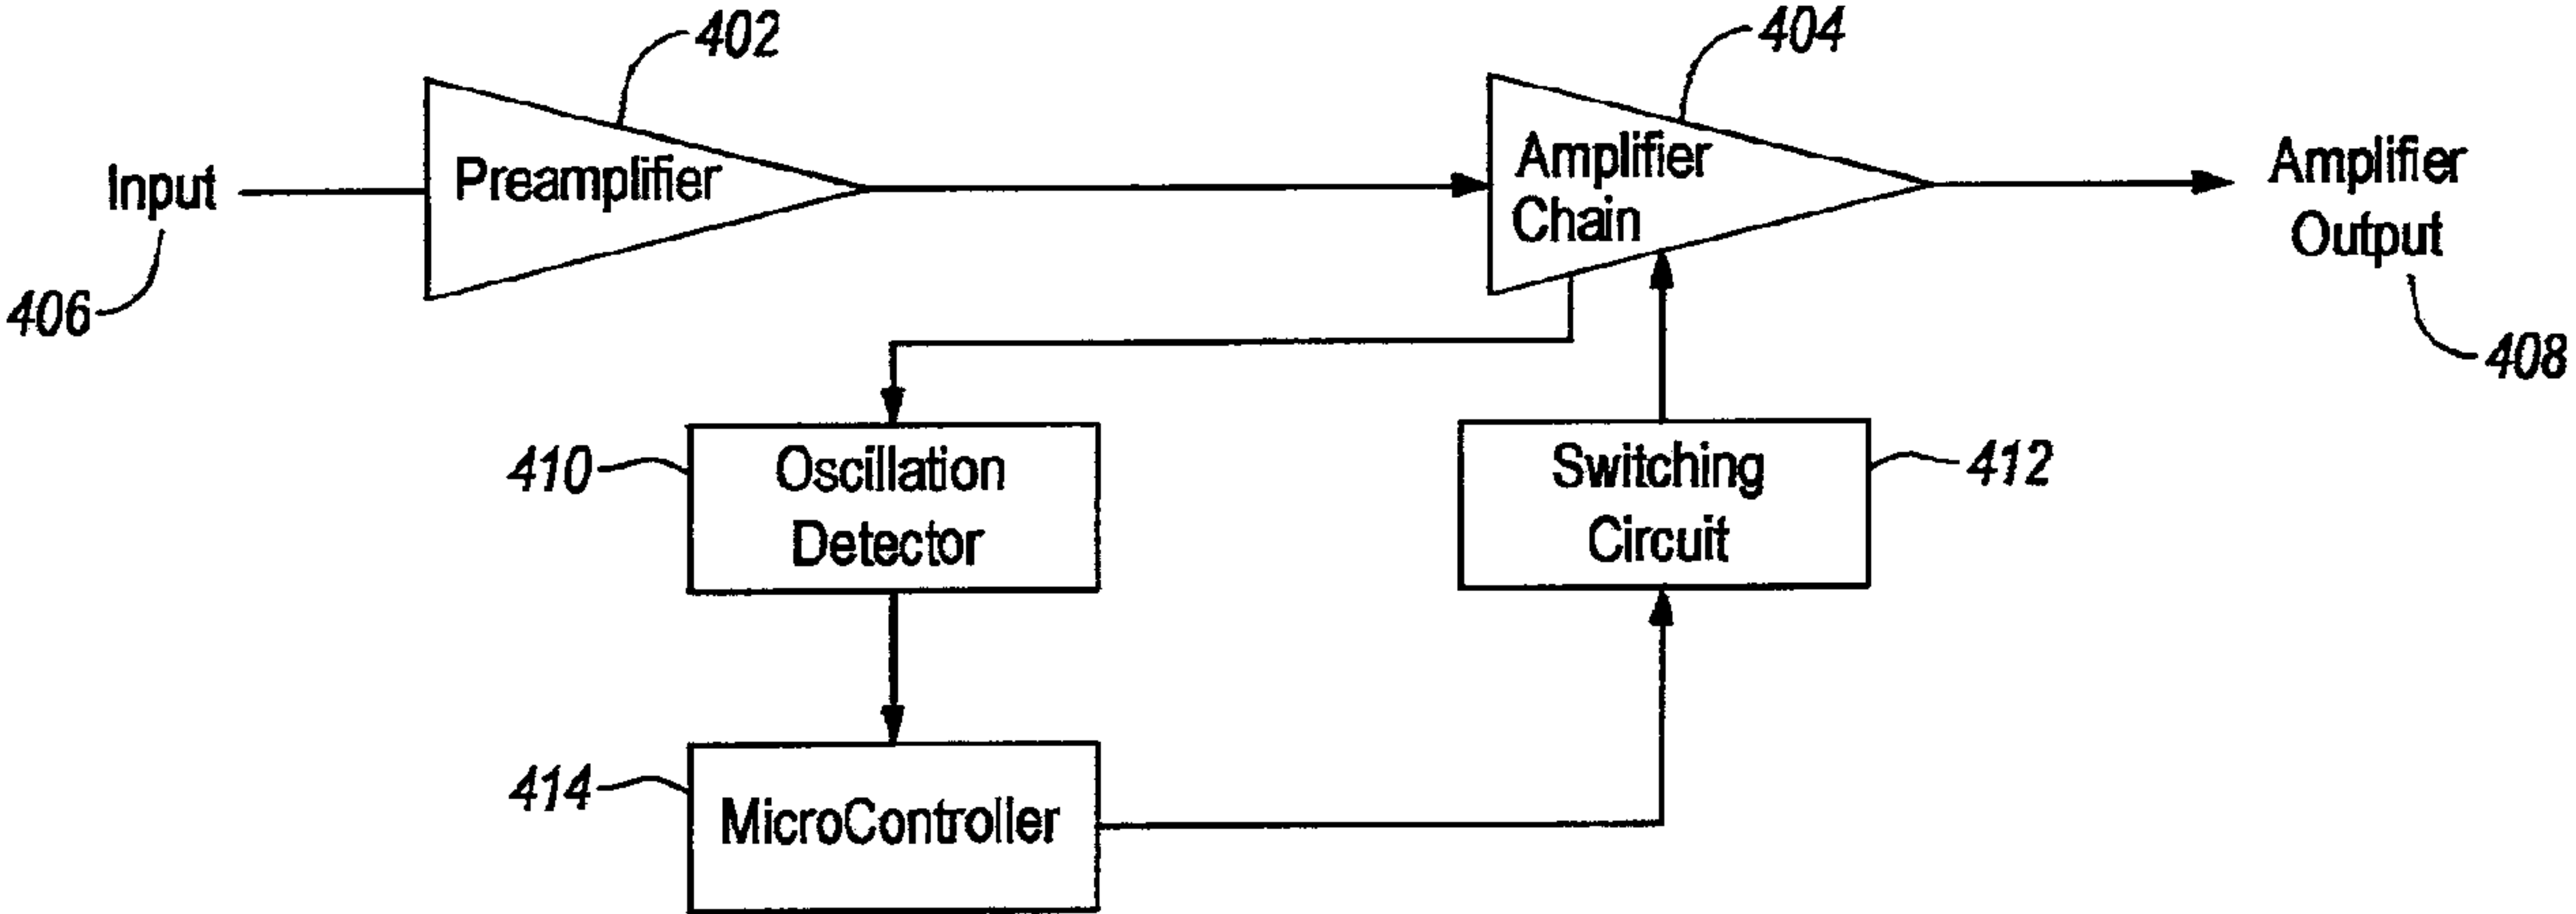 402
404
Input
Preamplifier
Amplifier
Chain
Amplifier
Output
406
408
410
Oscillation
Detector
Switching
Circuit
412
414
MicroController